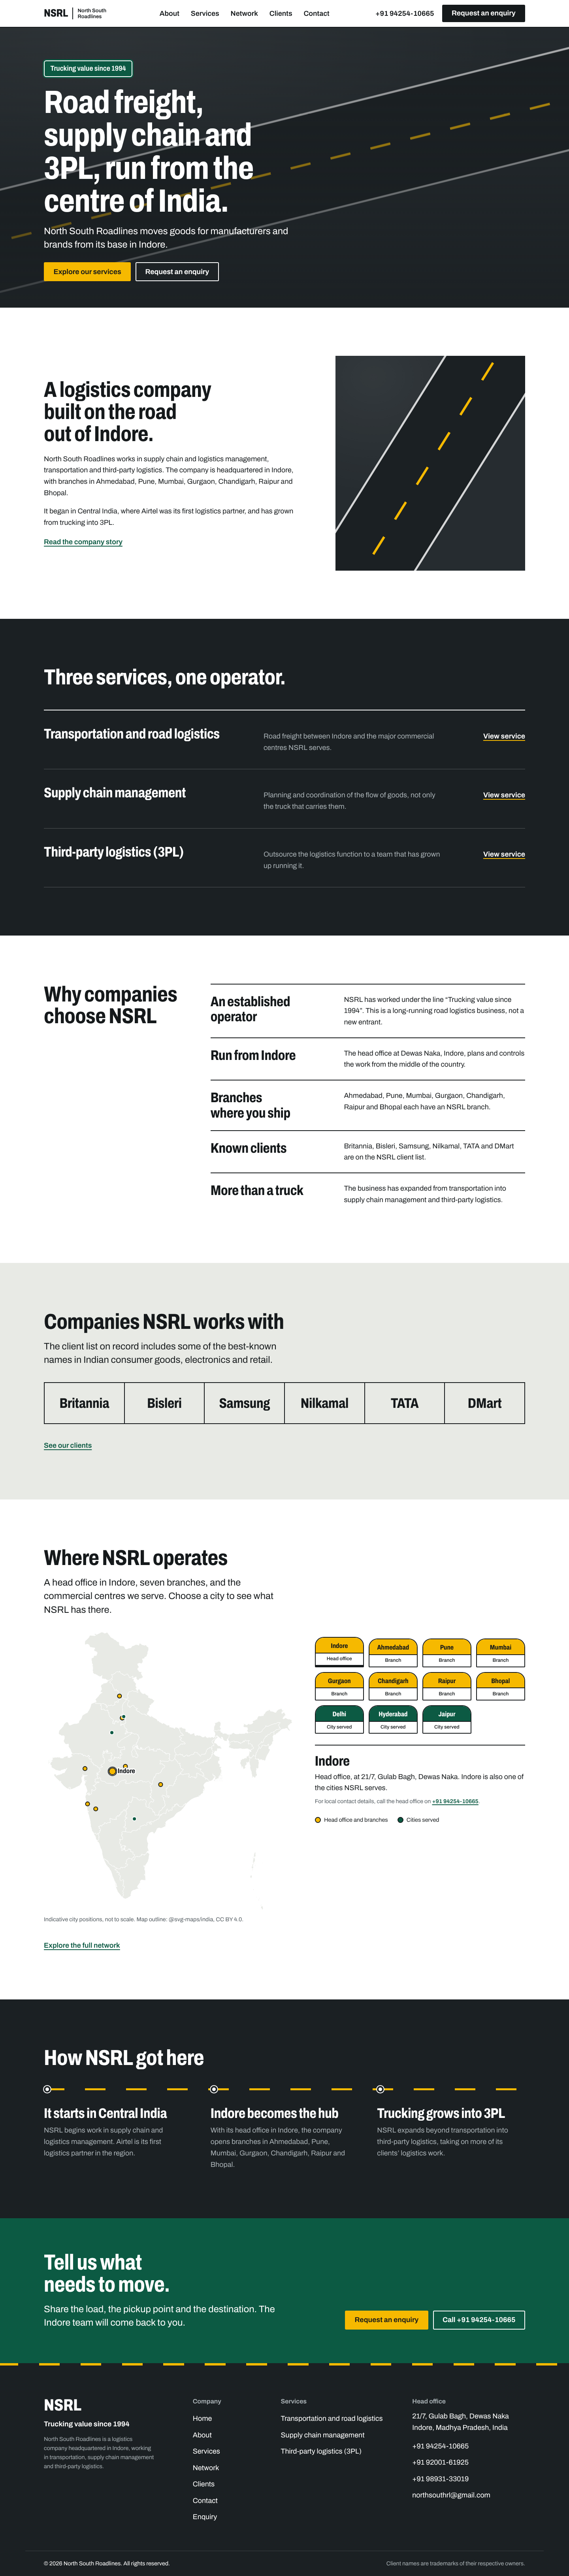 NSRL
North South
Roadlines
About
Services
Network
Clients
Contact
+91 94254-10665
Request an enquiry
Trucking value since 1994
Road freight,
supply chain and
3PL, run from the
centre of India.
North South Roadlines moves goods for manufacturers and
brands from its base in Indore.
Explore our services
Request an enquiry
A logistics company
built on the road
out of Indore.
North South Roadlines works in supply chain and logistics management,
transportation and third-party logistics. The company is headquartered in Indore,
with branches in Ahmedabad, Pune, Mumbai, Gurgaon, Chandigarh, Raipur and
Bhopal.
It began in Central India, where Airtel was its first logistics partner, and has grown
from trucking into 3PL.
Read the company story
Three services, one operator.
Transportation and road logistics
Road freight between Indore and the major commercial
centres NSRL serves.
View service
Supply chain management
Planning and coordination of the flow of goods, not only
the truck that carries them.
View service
Third-party logistics (3PL)
Outsource the logistics function to a team that has grown
up running it.
View service
Why companies
choose NSRL
An established
operator
NSRL has worked under the line “Trucking value since
1994”. This is a long-running road logistics business, not a
new entrant.
Run from Indore
The head office at Dewas Naka, Indore, plans and controls
the work from the middle of the country.
Branches
where you ship
Ahmedabad, Pune, Mumbai, Gurgaon, Chandigarh,
Raipur and Bhopal each have an NSRL branch.
Known clients
Britannia, Bisleri, Samsung, Nilkamal, TATA and DMart
are on the NSRL client list.
More than a truck
The business has expanded from transportation into
supply chain management and third-party logistics.
Companies NSRL works with
The client list on record includes some of the best-known
names in Indian consumer goods, electronics and retail.
Britannia
Bisleri
Samsung
Nilkamal
TATA
DMart
See our clients
Where NSRL operates
A head office in Indore, seven branches, and the
commercial centres we serve. Choose a city to see what
NSRL has there.
Indore
Indore
Head office
Ahmedabad
Branch
Pune
Branch
Mumbai
Branch
Gurgaon
Branch
Chandigarh
Branch
Raipur
Branch
Bhopal
Branch
Delhi
City served
Hyderabad
City served
Jaipur
City served
Indore
Head office, at 21/7, Gulab Bagh, Dewas Naka. Indore is also one of
the cities NSRL serves.
For local contact details, call the head office on +91 94254-10665.
Head office and branches
Cities served
Indicative city positions, not to scale. Map outline: @svg-maps/india, CC BY 4.0.
Explore the full network
How NSRL got here
It starts in Central India
NSRL begins work in supply chain and
logistics management. Airtel is its first
logistics partner in the region.
Indore becomes the hub
With its head office in Indore, the company
opens branches in Ahmedabad, Pune,
Mumbai, Gurgaon, Chandigarh, Raipur and
Bhopal.
Trucking grows into 3PL
NSRL expands beyond transportation into
third-party logistics, taking on more of its
clients’ logistics work.
Tell us what
needs to move.
Share the load, the pickup point and the destination. The
Indore team will come back to you.
Request an enquiry
Call +91 94254-10665
NSRL
Trucking value since 1994
North South Roadlines is a logistics
company headquartered in Indore, working
in transportation, supply chain management
and third-party logistics.
Company
Home
About
Services
Network
Clients
Contact
Enquiry
Services
Transportation and road logistics
Supply chain management
Third-party logistics (3PL)
Head office
21/7, Gulab Bagh, Dewas Naka
Indore, Madhya Pradesh, India
+91 94254-10665
+91 92001-61925
+91 98931-33019
northsouthrl@gmail.com
© 2026 North South Roadlines. All rights reserved.
Client names are trademarks of their respective owners.